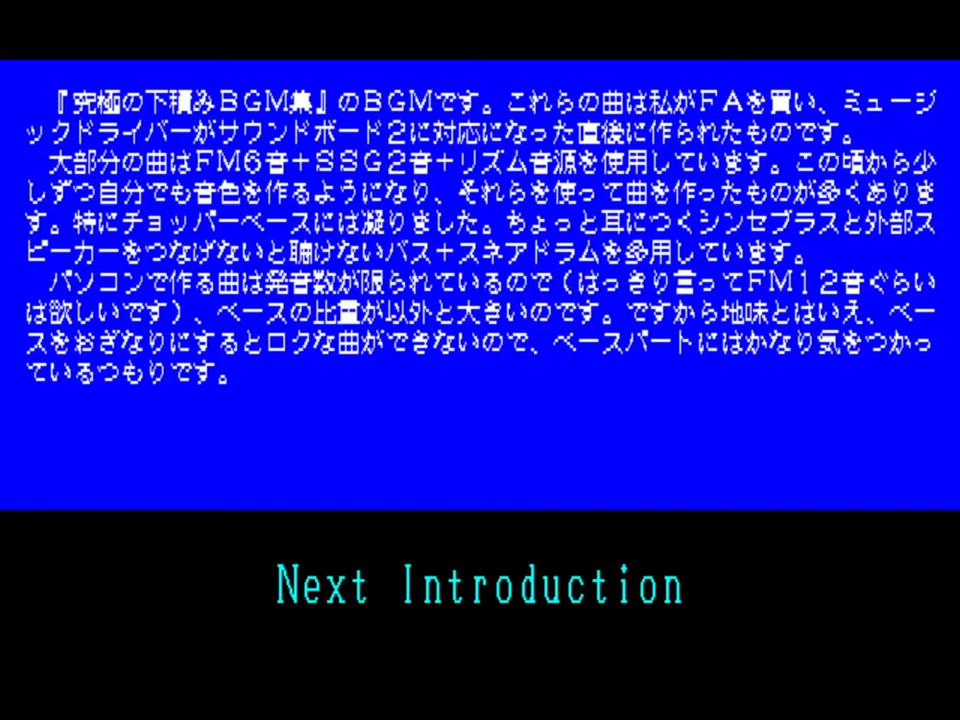 『究極の下積みBGM集』のBGMです。これらの曲は私がFAを買い、ミュージ
ックドライバーがサウンドボード2に対応になった直後に作られたものです。
大部分の曲はFM6音+SSG2音+リズム音源を使用しています。この頃から少
しずつ自分でも音色を作るようになり、それらを使って曲を作ったものが多くありま
す。特にチョッパーベースには凝りました。ちょっと耳につくシンセブラスと外部ス
ピーカーをつなげないと聴けないバス+スネアドラムを多用しています。
パソコンで作る曲は発音数が限られているので(はっきり言ってFM12音ぐらい
は欲しいです)、ベースの比重が以外と大きいのです。ですから地味とはいえ、ベー
スをおざなりにするとロクな曲ができないので、ベースパートにはかなり気をつかっ
ているつもりです。
Next Introduction